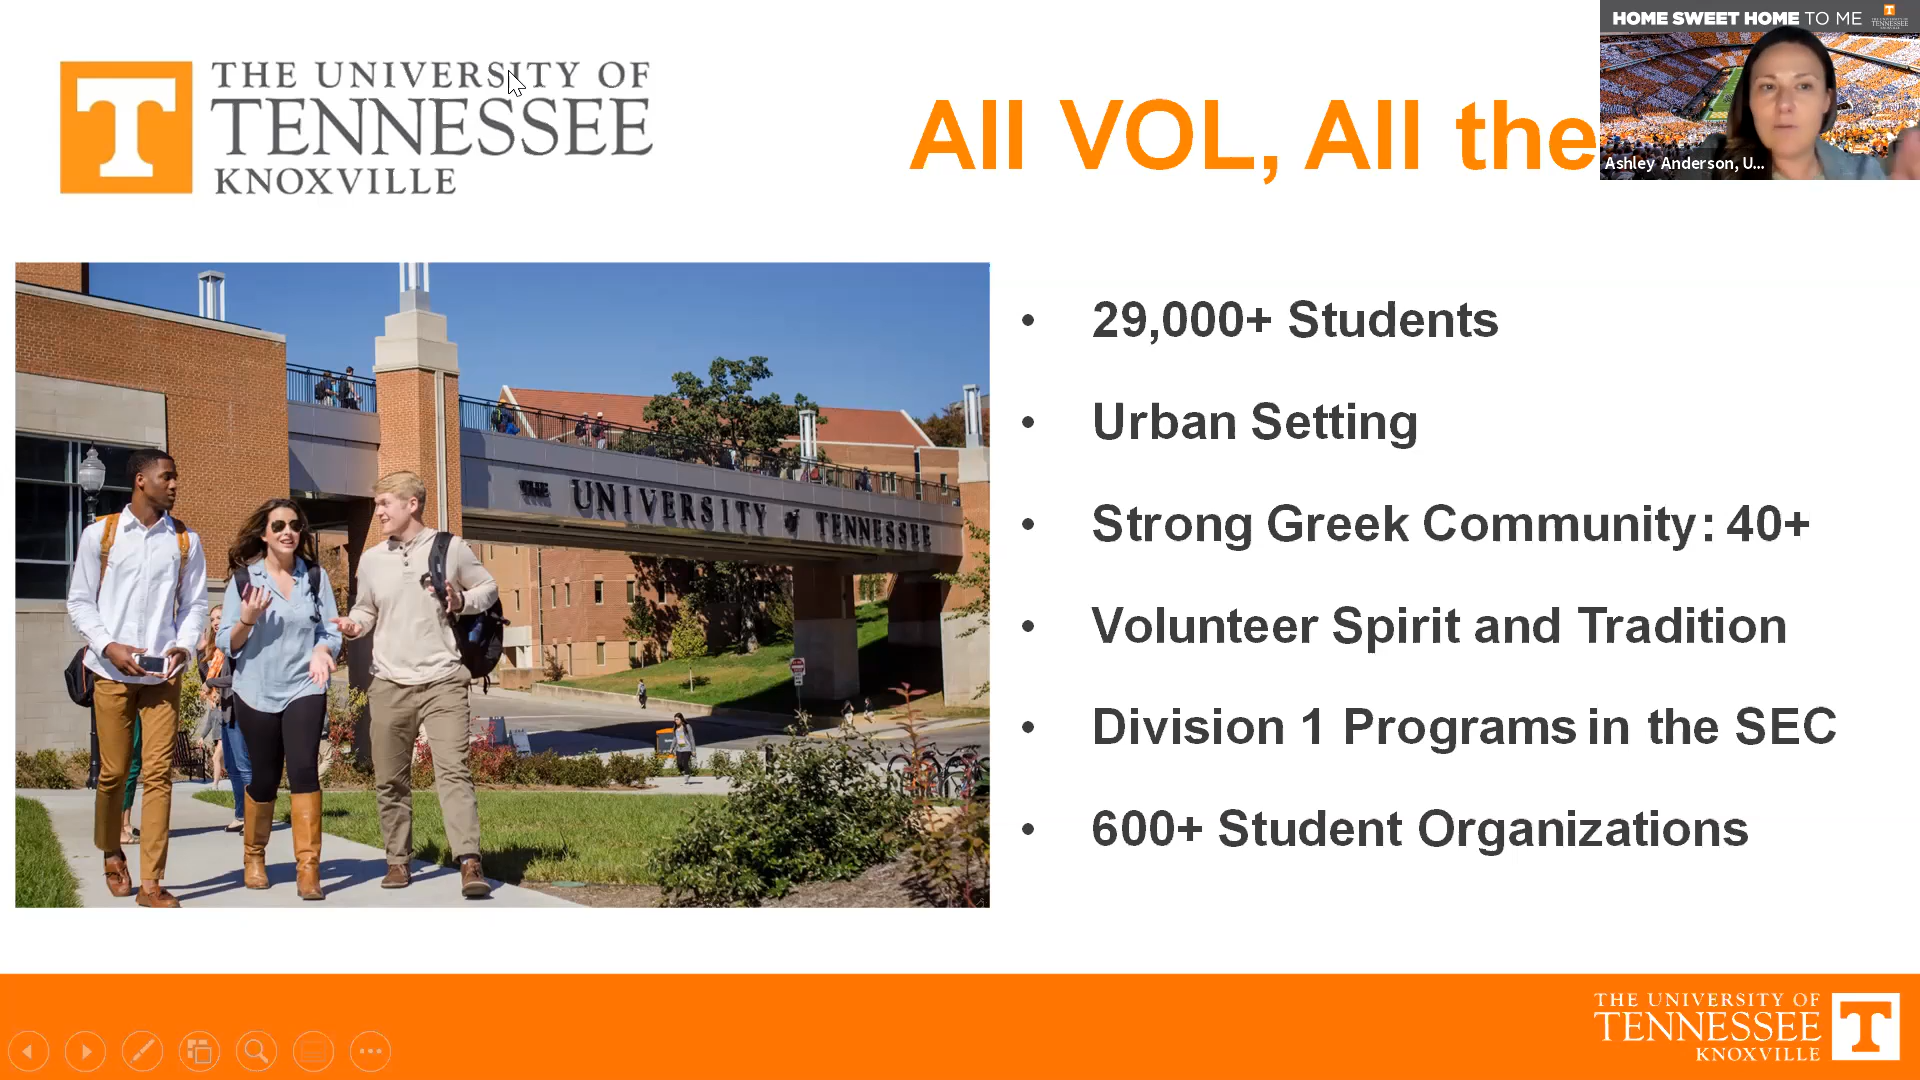 HOME SWEET HOME TO ME
THE UNIVERSITY OF
TENNESSEE
KNOXVILLE
All VOL, All the
Ashley Anderson, U...
THE UNIVERSITY of TENNESSEE
• 29,000+ Students
• Urban Setting
• Strong Greek Community: 40+
• Volunteer Spirit and Tradition
• Division 1 Programs in the SEC
• 600+ Student Organizations
THE UNIVERSITY OF
TENNESSEE
KNOXVILLE